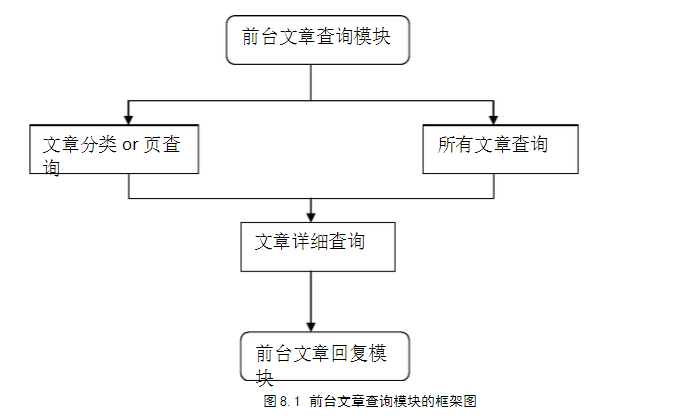 前台文章查询模块
文章分类 or 页查
询
所有文章查询
文章详细查询
前台文章回复模
块
图 8.1 前台文章查询模块的框架图